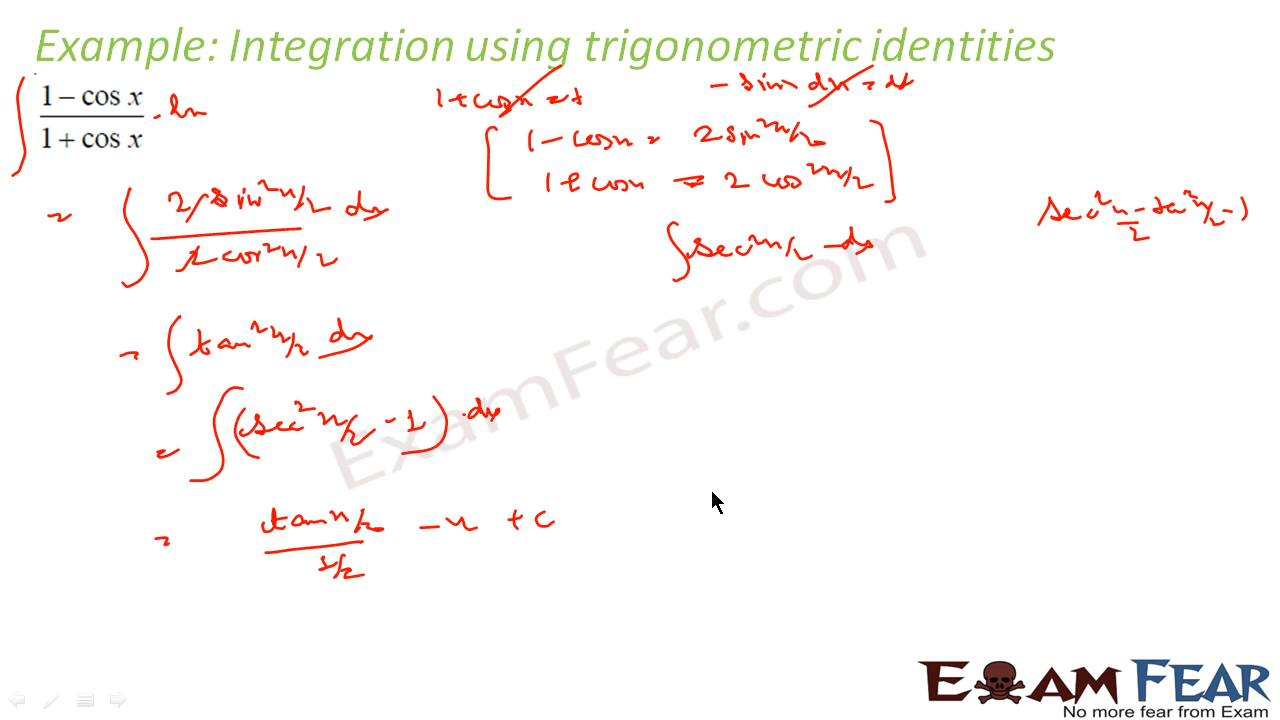 Example: Integration using trigonometric identities
∫ (1 − cos x)/(1 + cos x) . dx
1 + cos x = t
− sin x dx = dt
1 − cos x = 2 sin² x/2
1 + cos x = 2 cos² x/2
= ∫ (2 sin² x/2)/(2 cos² x/2) dx
∫ sec² x/2 dx
sec² x/2 − tan² x/2 = 1
= ∫ tan² x/2 dx
= ∫ (sec² x/2 − 1) . dx
= (tan x/2)/(1/2) − x + c
ExamFear.com
EXAM FEAR
No more fear from Exam